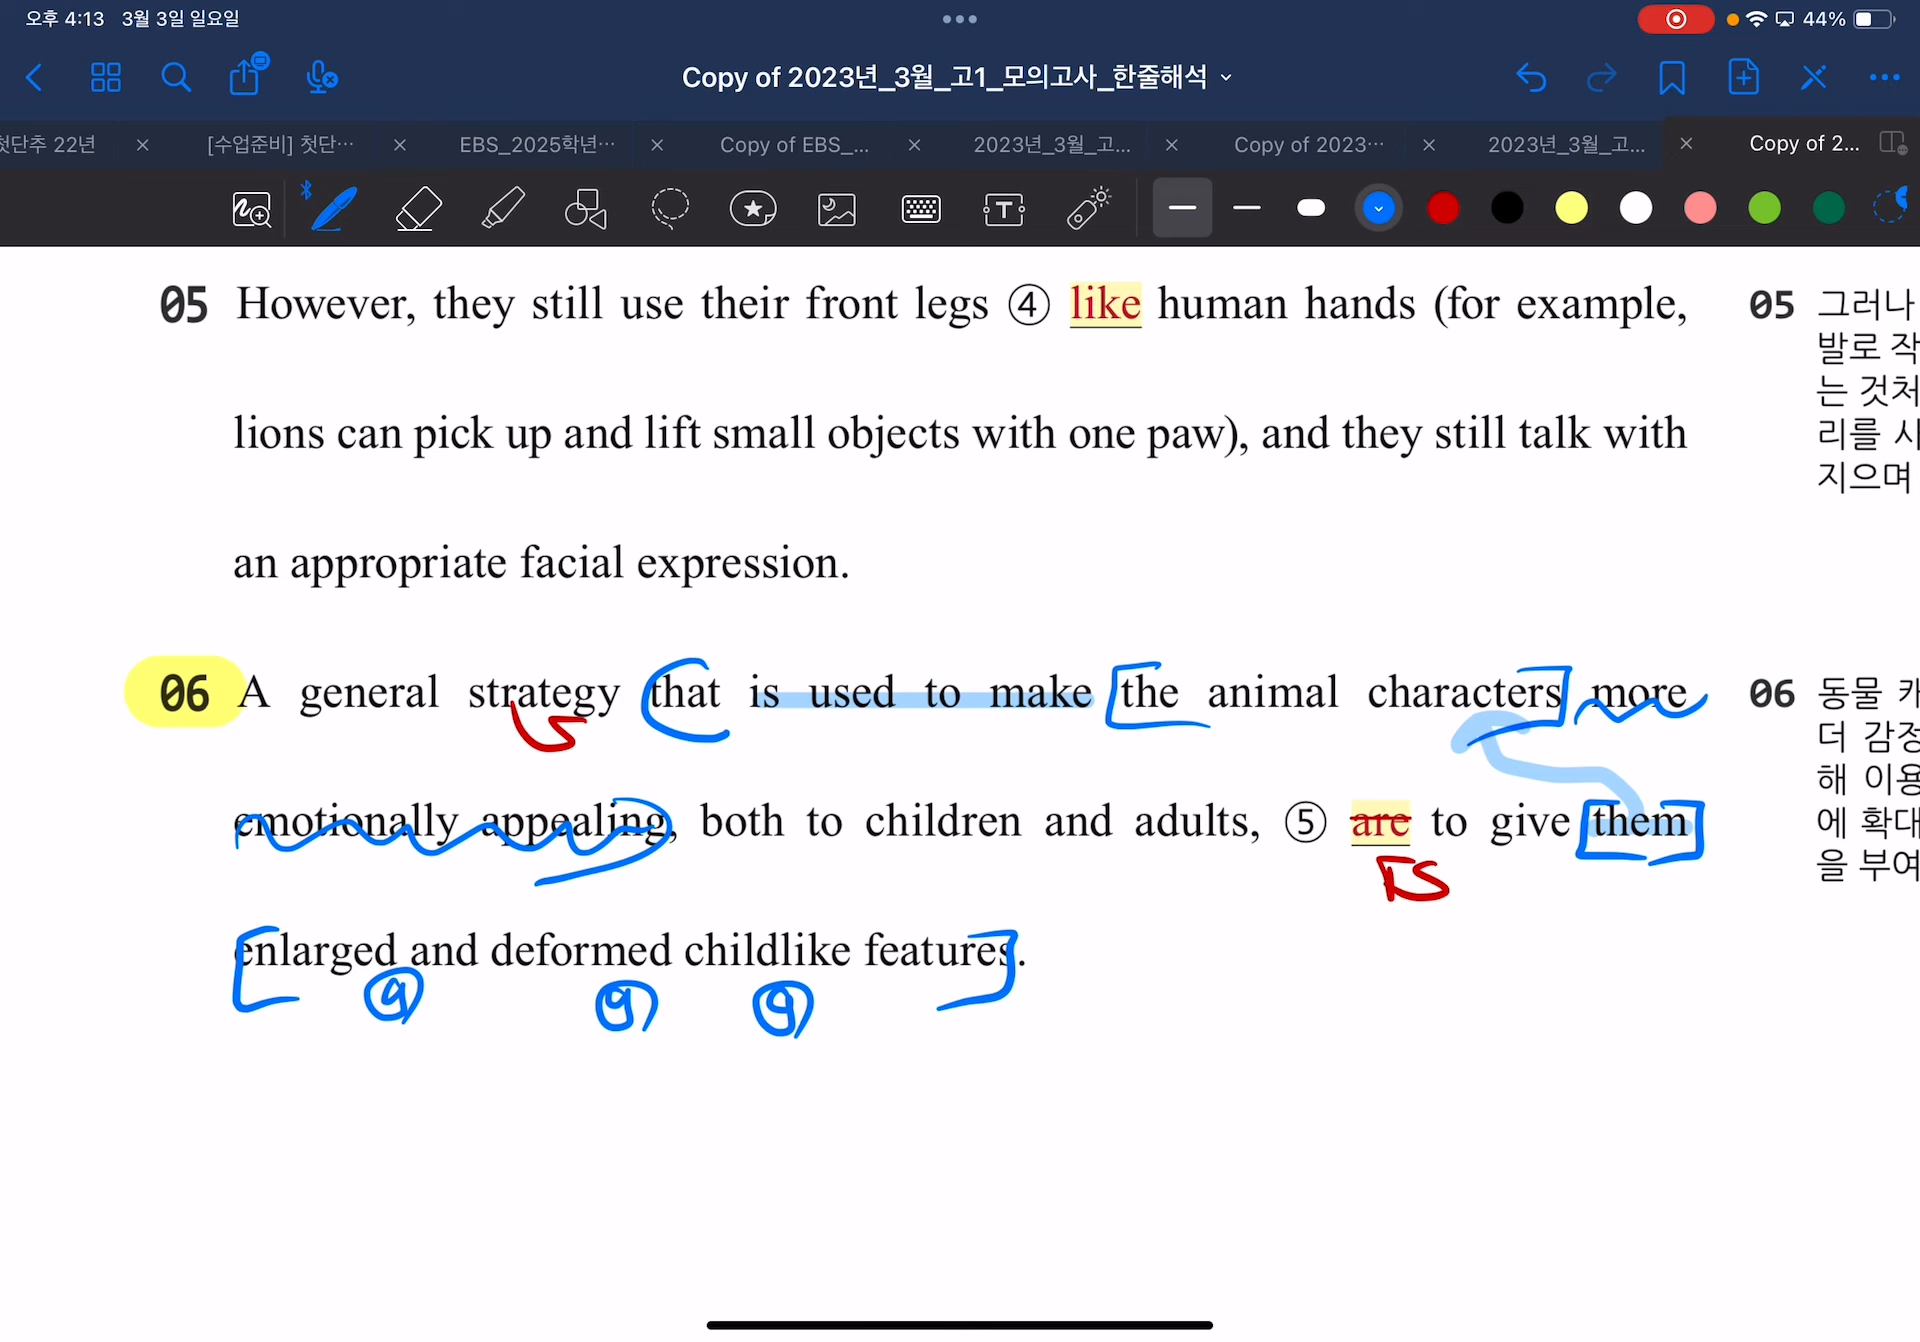 오후 4:13 3월 3일 일요일
44%
Copy of 2023년_3월_고1_모의고사_한줄해석
첫단추 22년
[수업준비] 첫단…
EBS_2025학년…
Copy of EBS_...
2023년_3월_고...
Copy of 2023…
2023년_3월_고...
Copy of 2...
05 However, they still use their front legs ④ like human hands (for example,
lions can pick up and lift small objects with one paw), and they still talk with
an appropriate facial expression.
06 A general strategy that is used to make the animal characters more
emotionally appealing, both to children and adults, ⑤ are to give them
is
enlarged and deformed childlike features.
05 그러나
발로 작
는 것처
리를 사
지으며
06 동물 캐
더 감정
해 이용
에 확대
을 부여